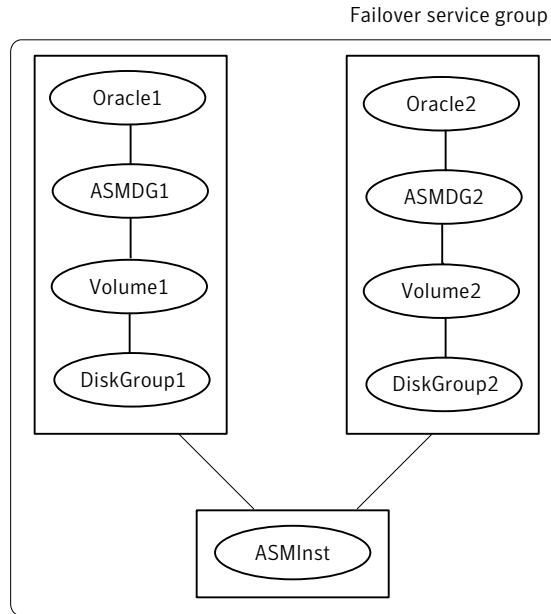 Failover service group
Oracle1
ASMDG1
Volume1
DiskGroup1
Oracle2
ASMDG2
Volume2
DiskGroup2
ASMInst